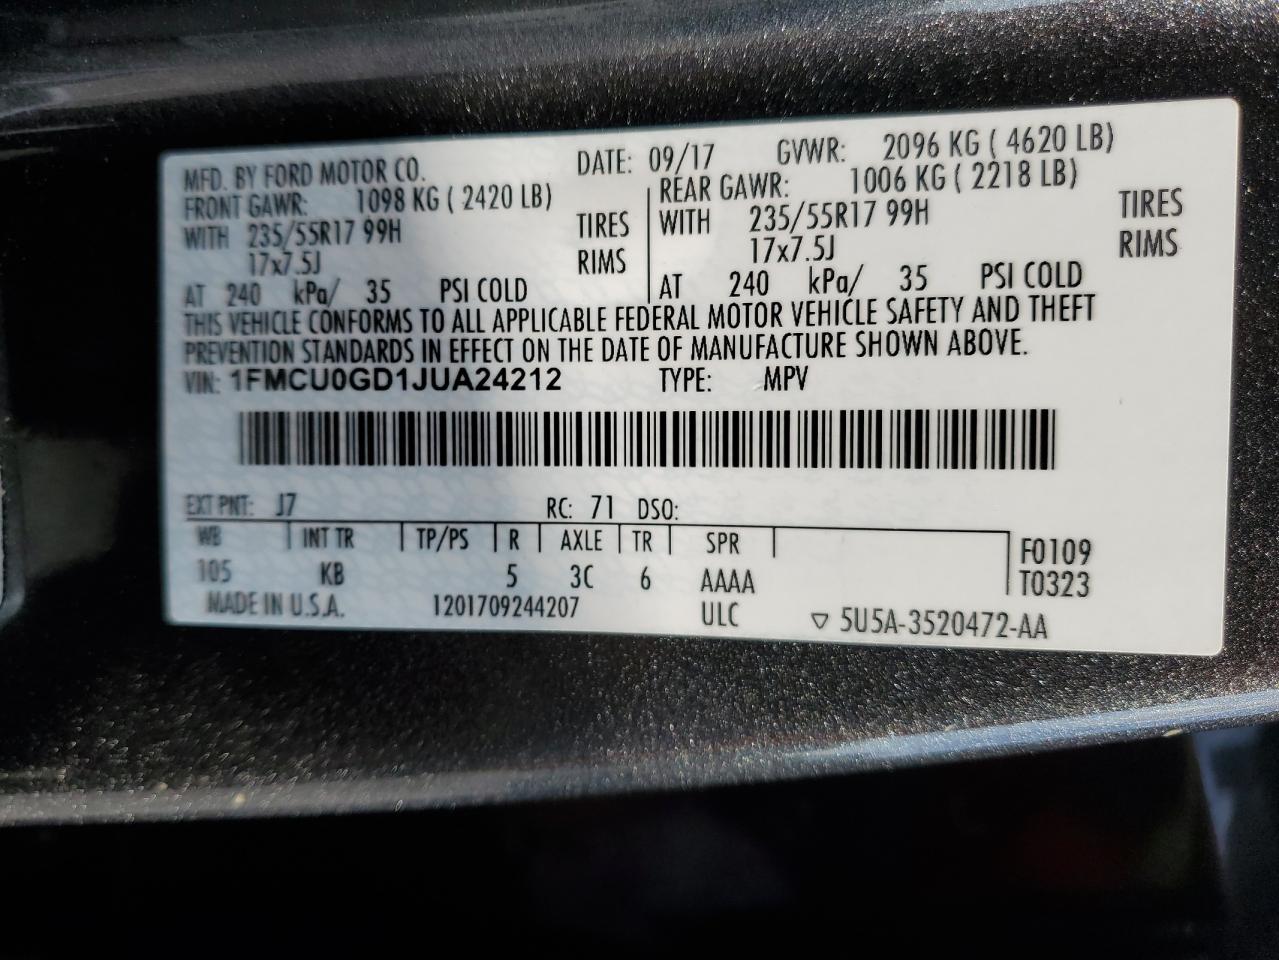 MFD. BY FORD MOTOR CO. DATE: 09/17 GVWR: 2096 KG ( 4620 LB)
FRONT GAWR: 1098 KG ( 2420 LB) REAR GAWR: 1006 KG ( 2218 LB)
WITH 235/55R17 99H TIRES WITH 235/55R17 99H TIRES
17x7.5J RIMS 17x7.5J RIMS
AT 240 kPa/ 35 PSI COLD AT 240 kPa/ 35 PSI COLD
THIS VEHICLE CONFORMS TO ALL APPLICABLE FEDERAL MOTOR VEHICLE SAFETY AND THEFT
PREVENTION STANDARDS IN EFFECT ON THE DATE OF MANUFACTURE SHOWN ABOVE.
VIN: 1FMCU0GD1JUA24212 TYPE: MPV
EXT PNT: J7 RC: 71 DSO:
WB INT TR TP/PS R AXLE TR SPR F0109
105 KB 5 3C 6 AAAA T0323
MADE IN U.S.A. 1201709244207 ULC ▽ 5U5A-3520472-AA